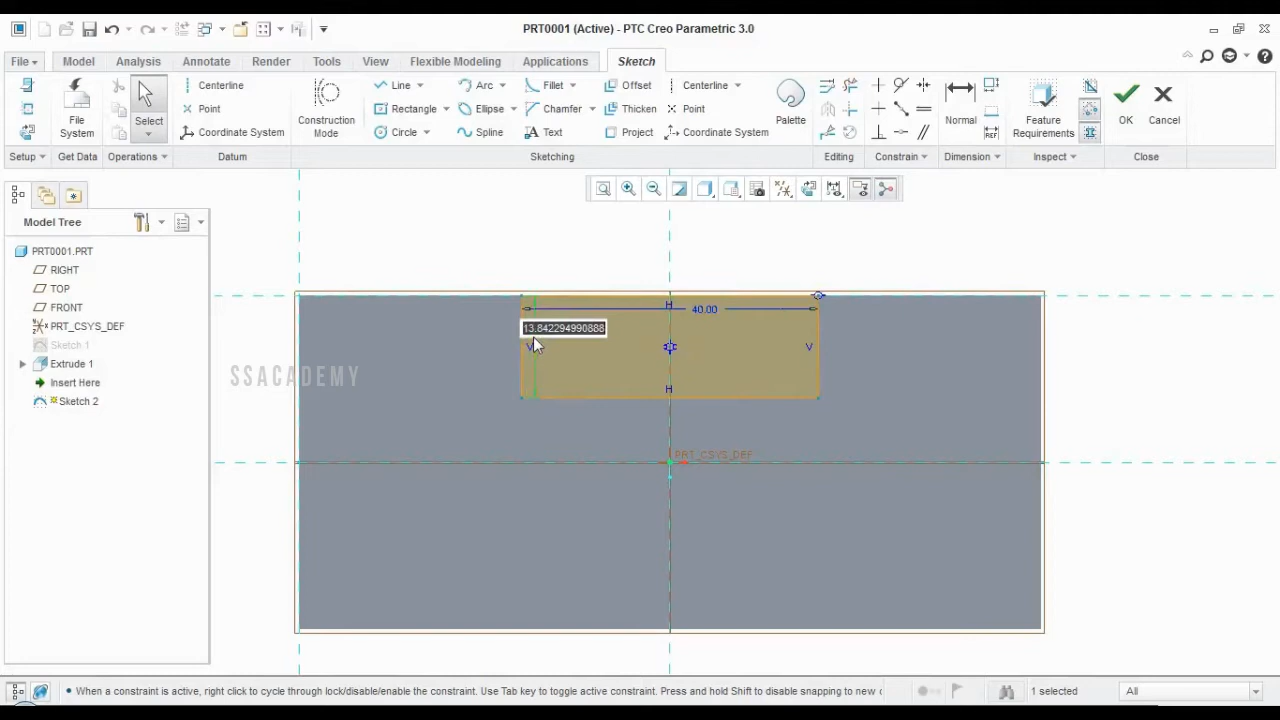 PRT0001 (Active) - PTC Creo Parametric 3.0
File Model Analysis Annotate Render Tools View Flexible Modeling Applications Sketch
Centerline Line Arc Fillet Offset Centerline
Point Rectangle Ellipse Chamfer Thicken Point
Coordinate System Circle Spline Text Project Coordinate System
File System
Select
Construction Mode
Palette
Normal
Feature Requirements
OK
Cancel
Setup Get Data Operations Datum Sketching Editing Constrain Dimension Inspect Close
Model Tree
PRT0001.PRT
RIGHT
TOP
FRONT
PRT_CSYS_DEF
Sketch 1
Extrude 1
Insert Here
Sketch 2
SSACADEMY
H
40.00
13.842294990888
V
V
H
PRT_CSYS_DEF
• When a constraint is active, right click to cycle through lock/disable/enable the constraint. Use Tab key to toggle active constraint. Press and hold Shift to disable snapping to new c
1 selected
All